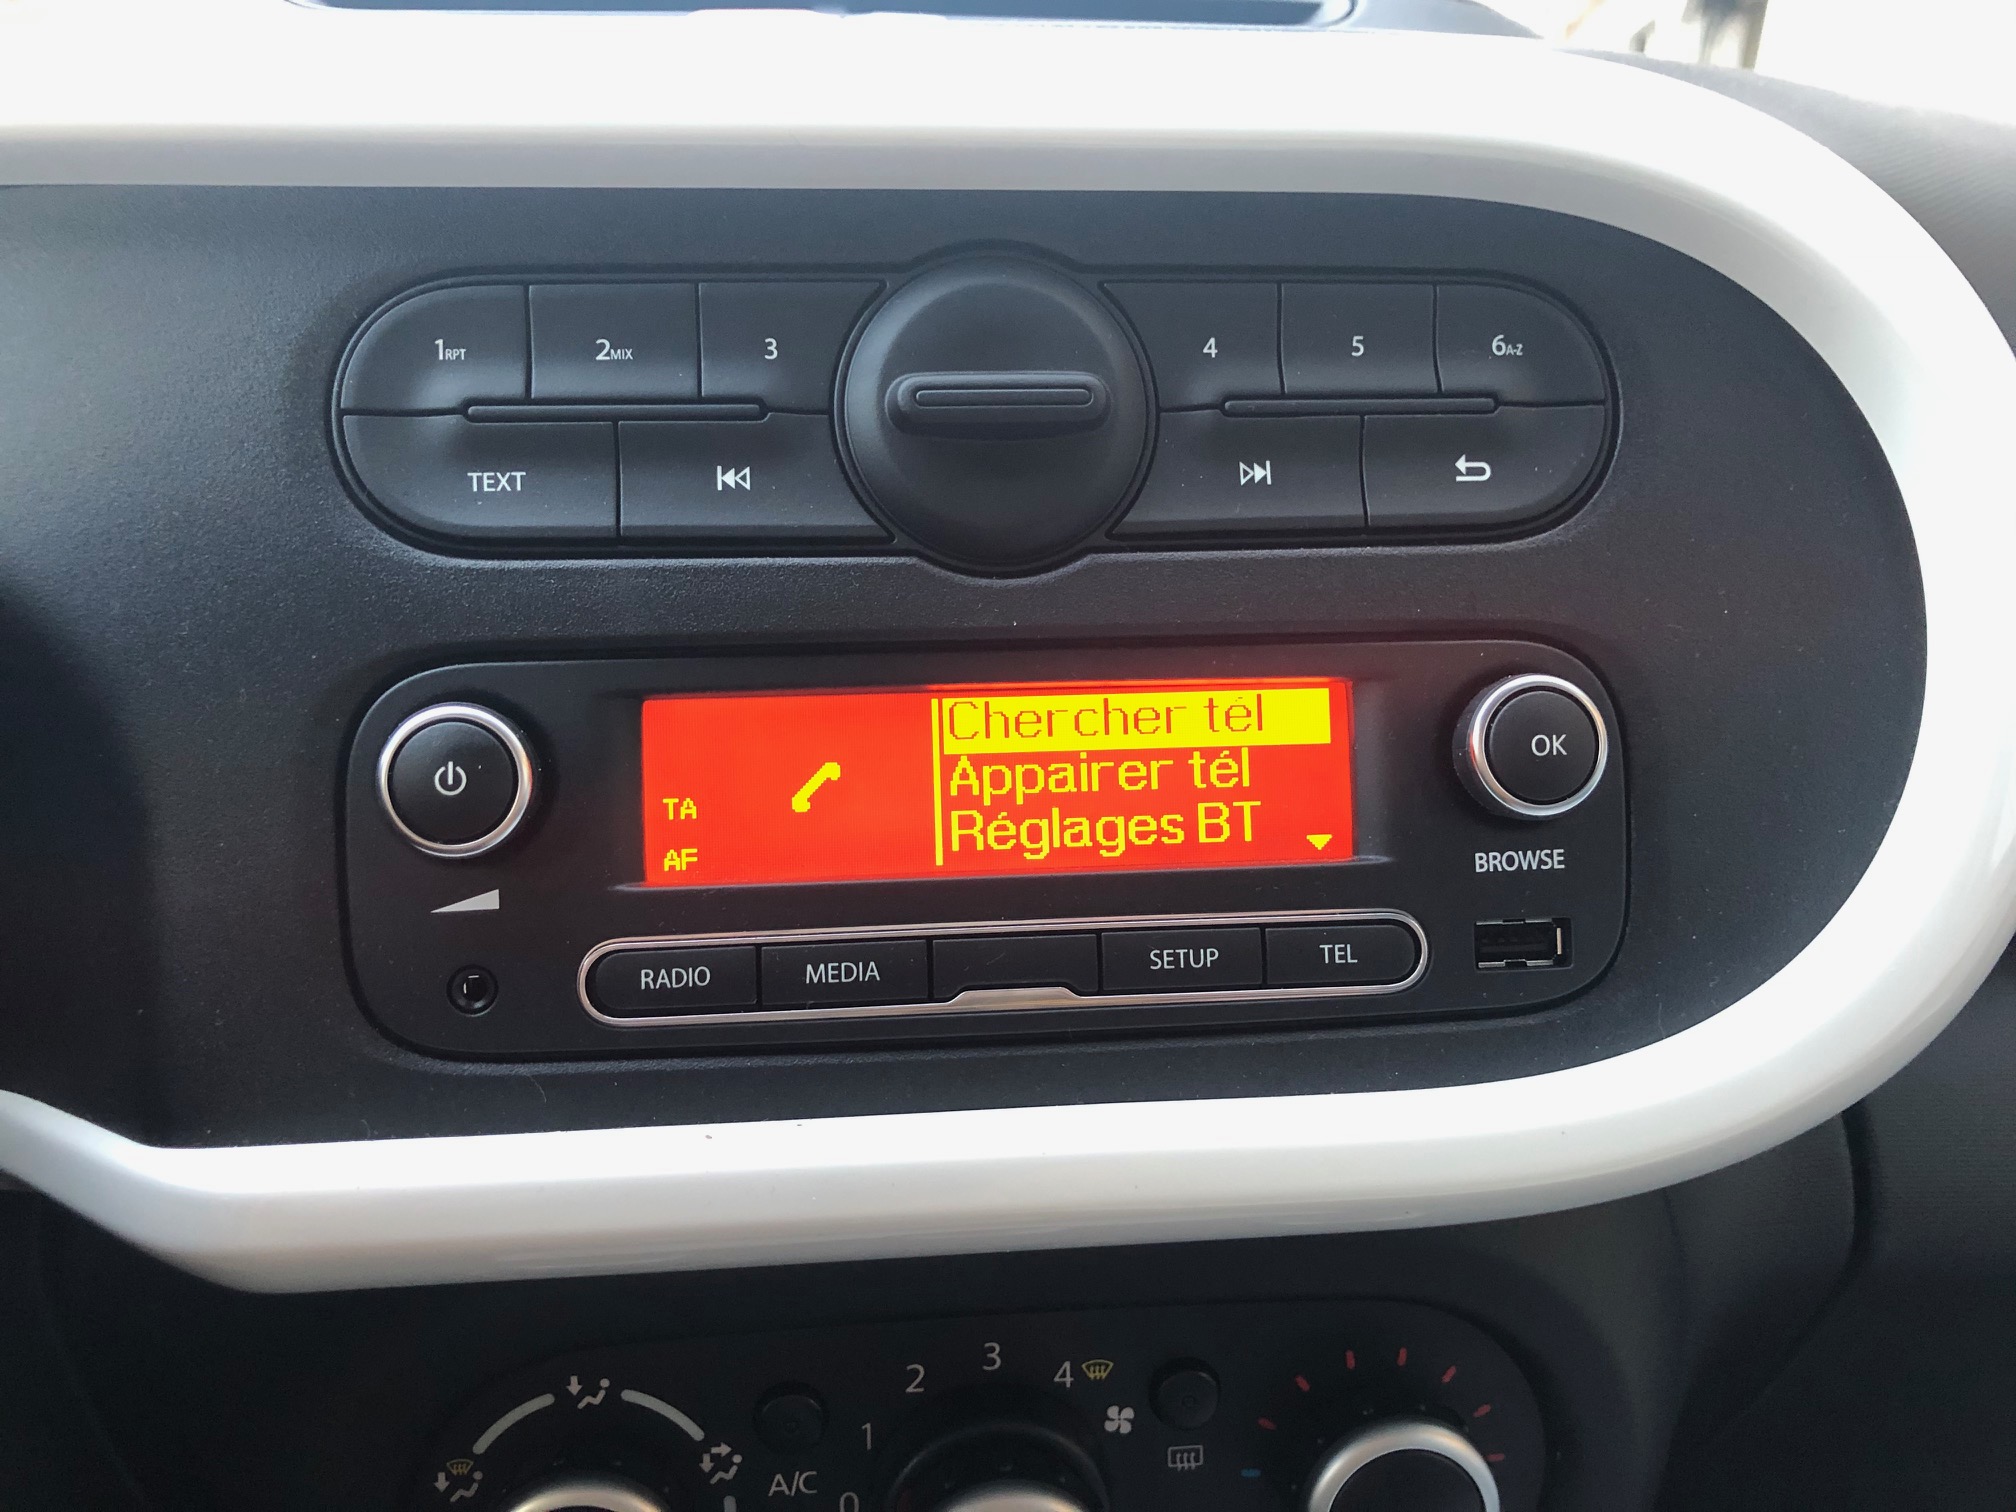 1RPT 2MIX 3 4 5 6A-Z
TEXT
Chercher tél
Appairer tél
Réglages BT
TA
AF
OK
BROWSE
RADIO MEDIA SETUP TEL
0 1 2 3 4
A/C